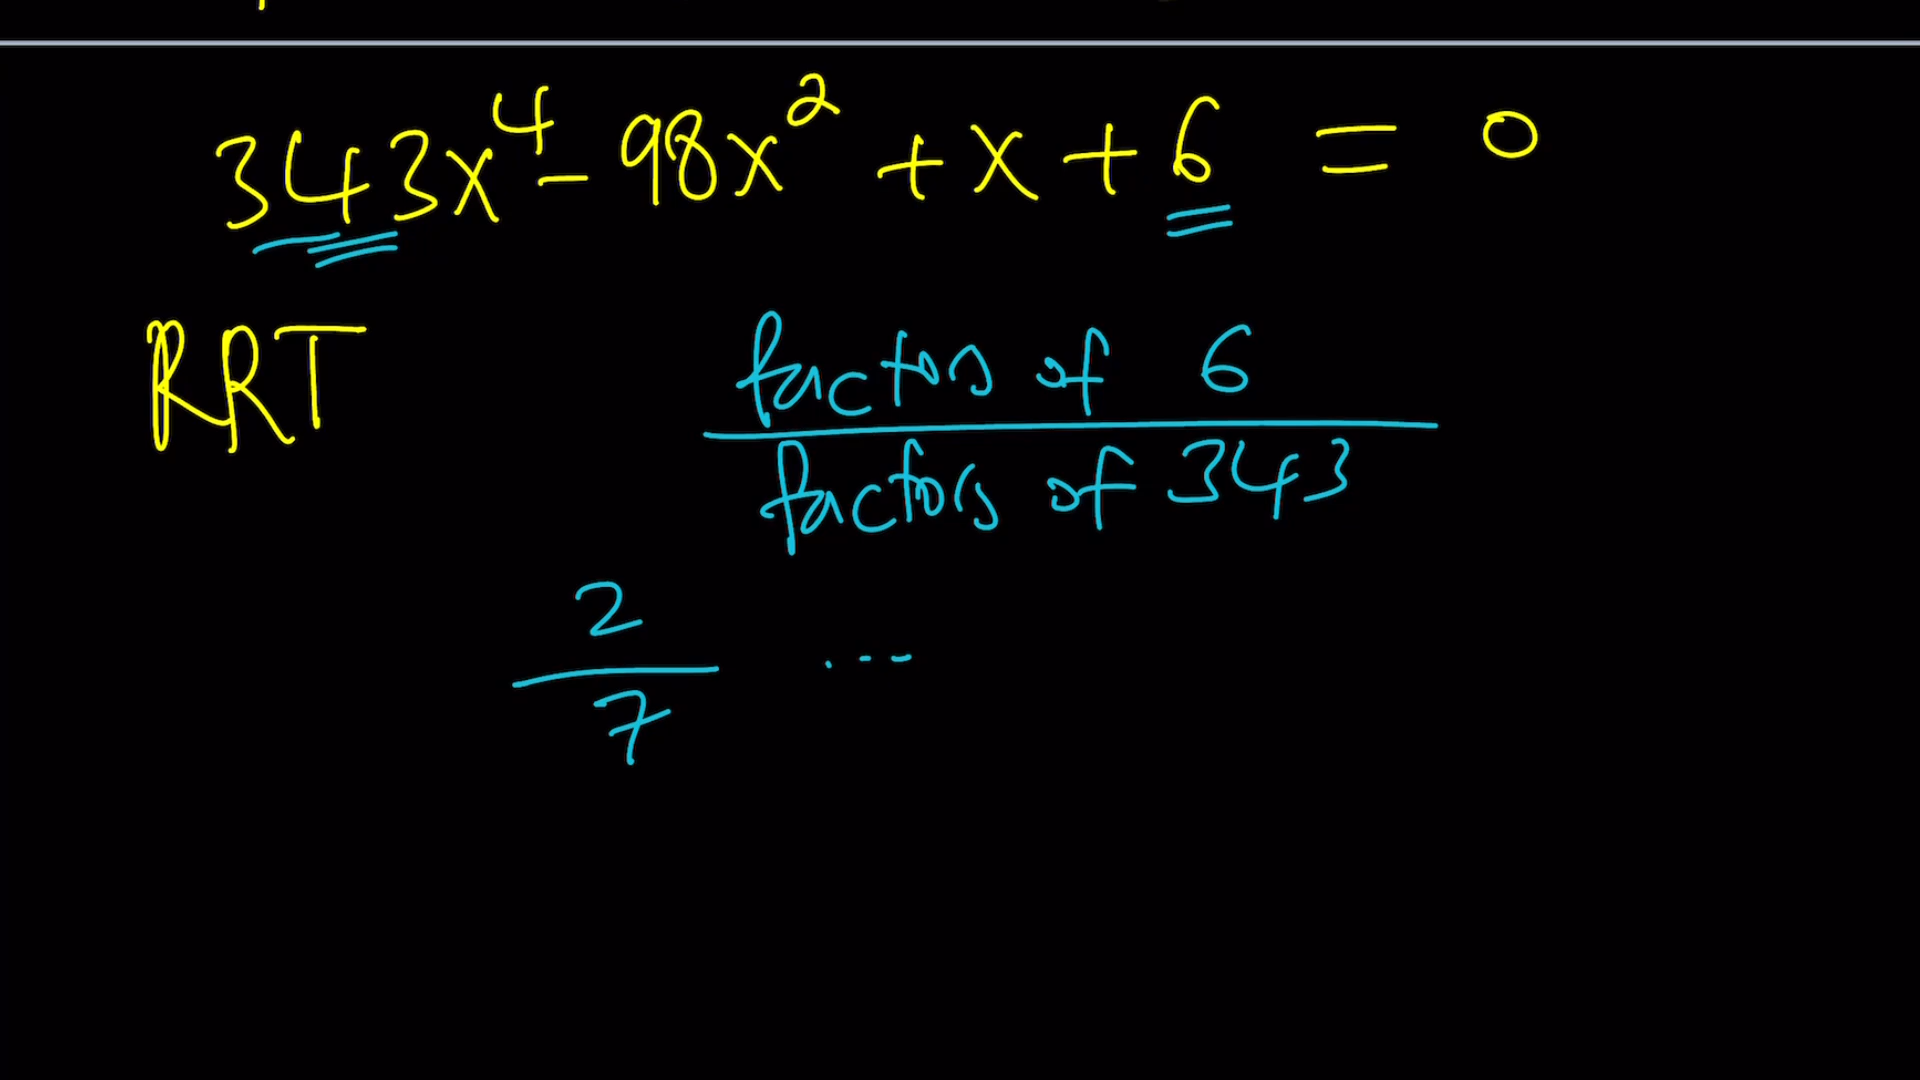 343x⁴ - 98x² + x + 6 = 0
RRT
factors of 6
factors of 343
2
7
...